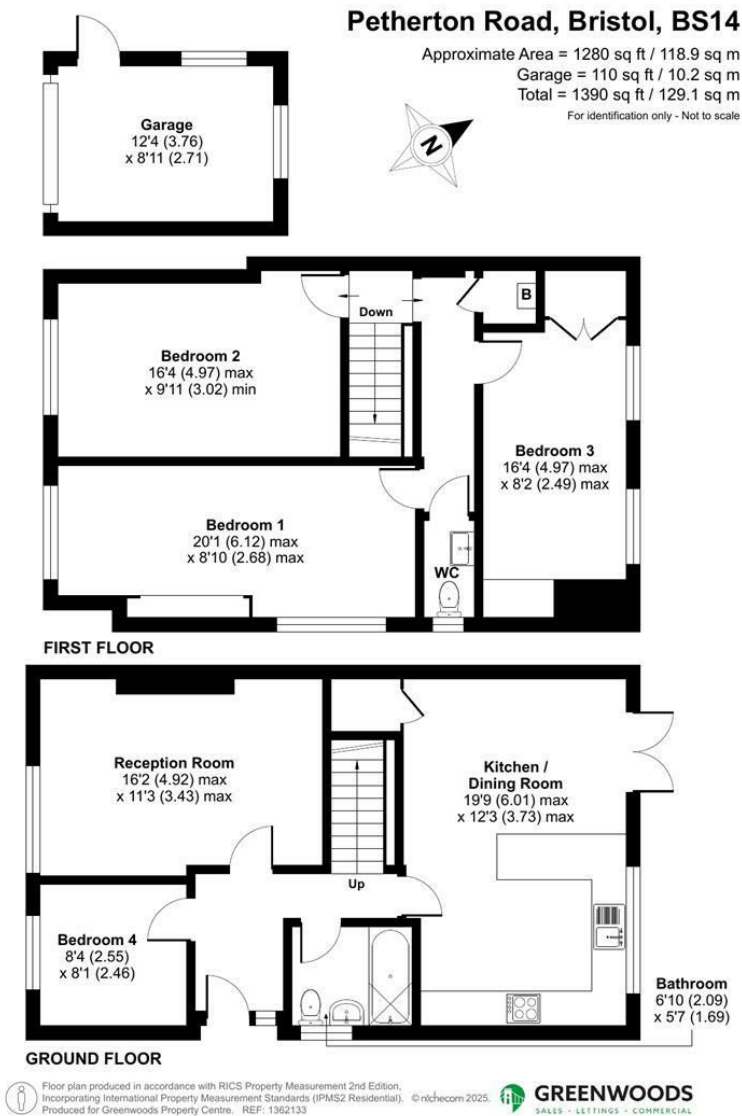 Petherton Road, Bristol, BS14
Approximate Area = 1280 sq ft / 118.9 sq m
Garage = 110 sq ft / 10.2 sq m
Total = 1390 sq ft / 129.1 sq m
For identification only - Not to scale
N
Garage
12'4 (3.76)
x 8'11 (2.71)
Down
B
Bedroom 2
16'4 (4.97) max
x 9'11 (3.02) min
Bedroom 3
16'4 (4.97) max
x 8'2 (2.49) max
Bedroom 1
20'1 (6.12) max
x 8'10 (2.68) max
WC
FIRST FLOOR
Reception Room
16'2 (4.92) max
x 11'3 (3.43) max
Kitchen /
Dining Room
19'9 (6.01) max
x 12'3 (3.73) max
Up
Bedroom 4
8'4 (2.55)
x 8'1 (2.46)
Bathroom
6'10 (2.09)
x 5'7 (1.69)
GROUND FLOOR
Floor plan produced in accordance with RICS Property Measurement 2nd Edition,
Incorporating International Property Measurement Standards (IPMS2 Residential). © nichecom 2025.
Produced for Greenwoods Property Centre. REF: 1362133
GREENWOODS
SALES · LETTINGS · COMMERCIAL